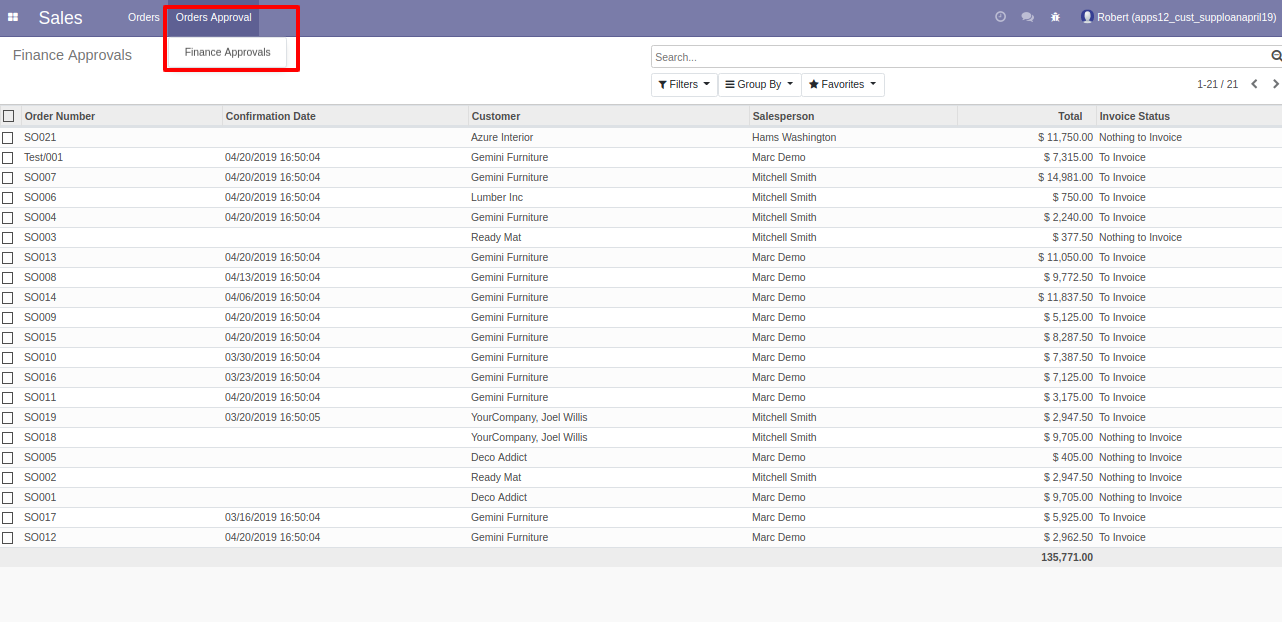 Sales Orders Orders Approval Robert (apps12_cust_supploanapril19)
Finance Approvals
Finance Approvals
Search...
Filters Group By Favorites 1-21 / 21
Order Number Confirmation Date Customer Salesperson Total Invoice Status
SO021 Azure Interior Hams Washington $ 11,750.00 Nothing to Invoice
Test/001 04/20/2019 16:50:04 Gemini Furniture Marc Demo $ 7,315.00 To Invoice
SO007 04/20/2019 16:50:04 Gemini Furniture Mitchell Smith $ 14,981.00 To Invoice
SO006 04/20/2019 16:50:04 Lumber Inc Mitchell Smith $ 750.00 To Invoice
SO004 04/20/2019 16:50:04 Gemini Furniture Mitchell Smith $ 2,240.00 To Invoice
SO003 Ready Mat Mitchell Smith $ 377.50 Nothing to Invoice
SO013 04/20/2019 16:50:04 Gemini Furniture Marc Demo $ 11,050.00 To Invoice
SO008 04/13/2019 16:50:04 Gemini Furniture Marc Demo $ 9,772.50 To Invoice
SO014 04/06/2019 16:50:04 Gemini Furniture Marc Demo $ 11,837.50 To Invoice
SO009 04/20/2019 16:50:04 Gemini Furniture Marc Demo $ 5,125.00 To Invoice
SO015 04/20/2019 16:50:04 Gemini Furniture Marc Demo $ 8,287.50 To Invoice
SO010 03/30/2019 16:50:04 Gemini Furniture Marc Demo $ 7,387.50 To Invoice
SO016 03/23/2019 16:50:04 Gemini Furniture Marc Demo $ 7,125.00 To Invoice
SO011 04/20/2019 16:50:04 Gemini Furniture Marc Demo $ 3,175.00 To Invoice
SO019 03/20/2019 16:50:05 YourCompany, Joel Willis Mitchell Smith $ 2,947.50 To Invoice
SO018 YourCompany, Joel Willis Mitchell Smith $ 9,705.00 Nothing to Invoice
SO005 Deco Addict Marc Demo $ 405.00 Nothing to Invoice
SO002 Ready Mat Mitchell Smith $ 2,947.50 Nothing to Invoice
SO001 Deco Addict Marc Demo $ 9,705.00 Nothing to Invoice
SO017 03/16/2019 16:50:04 Gemini Furniture Marc Demo $ 5,925.00 To Invoice
SO012 04/20/2019 16:50:04 Gemini Furniture Marc Demo $ 2,962.50 To Invoice
135,771.00